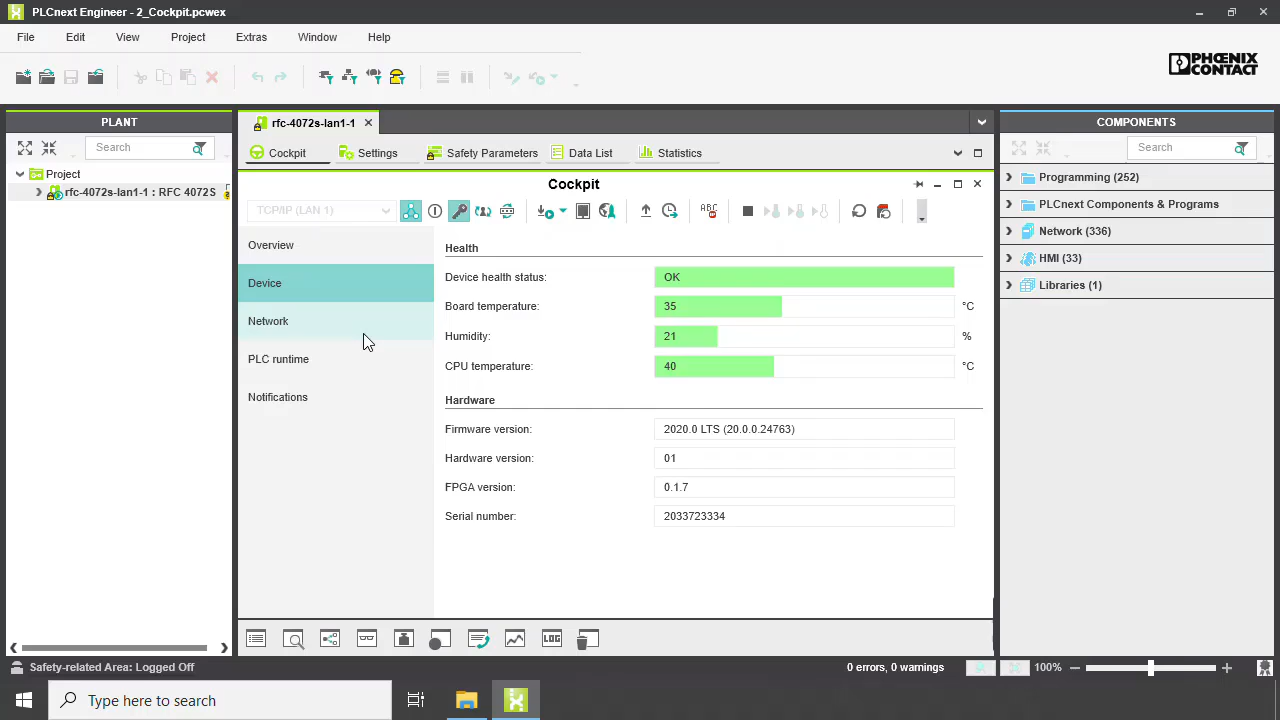 PLCnext Engineer - 2_Cockpit.pcwex
File Edit View Project Extras Window Help
PHŒNIX CONTACT
PLANT
Search
Project
rfc-4072s-lan1-1 : RFC 4072S
rfc-4072s-lan1-1
Cockpit Settings Safety Parameters Data List Statistics
Cockpit
TCP/IP (LAN 1)
ABC
Overview
Device
Network
PLC runtime
Notifications
Health
Device health status: OK
Board temperature: 35 °C
Humidity: 21 %
CPU temperature: 40 °C
Hardware
Firmware version: 2020.0 LTS (20.0.0.24763)
Hardware version: 01
FPGA version: 0.1.7
Serial number: 2033723334
LOG
COMPONENTS
Search
Programming (252)
PLCnext Components & Programs
Network (336)
HMI (33)
Libraries (1)
Safety-related Area: Logged Off
0 errors, 0 warnings
100%
Type here to search